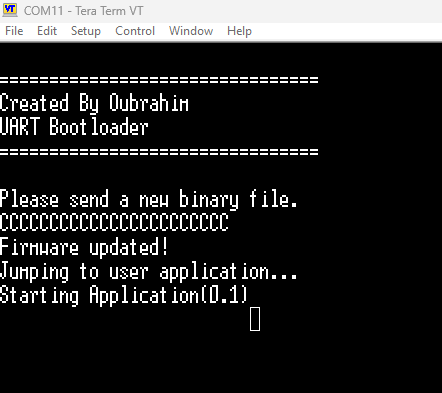 VT COM11 - Tera Term VT
File Edit Setup Control Window Help
================================
Created By Oubrahim
UART Bootloader
================================
Please send a new binary file.
CCCCCCCCCCCCCCCCCCCCCCC
Firmware updated!
Jumping to user application...
Starting Application(0.1)